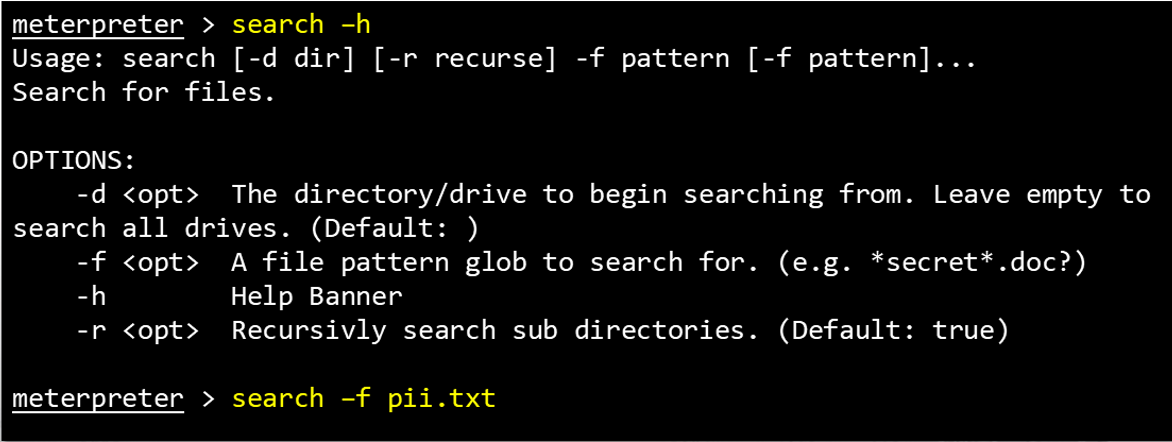 meterpreter > search –h
Usage: search [-d dir] [-r recurse] -f pattern [-f pattern]...
Search for files.

OPTIONS:
    -d <opt>  The directory/drive to begin searching from. Leave empty to
search all drives. (Default: )
    -f <opt>  A file pattern glob to search for. (e.g. *secret*.doc?)
    -h        Help Banner
    -r <opt>  Recursivly search sub directories. (Default: true)

meterpreter > search –f pii.txt